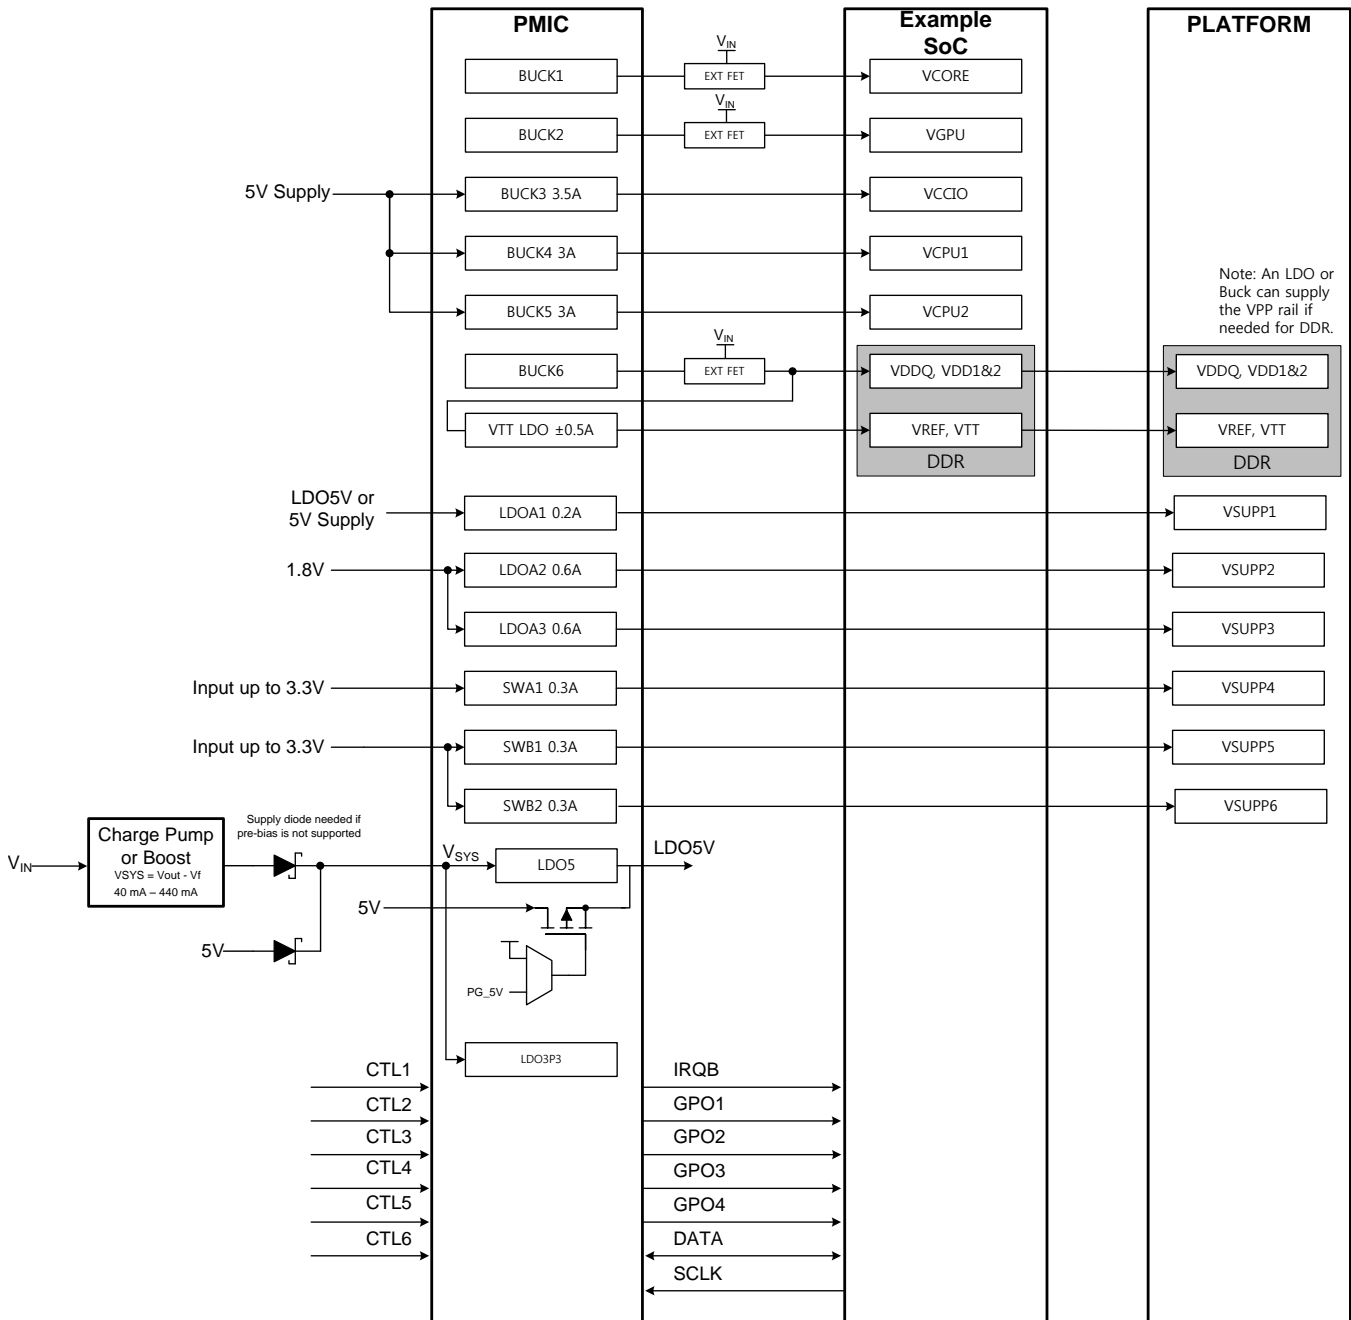 PMIC
Example
SoC
PLATFORM
V_IN
BUCK1
EXT FET
VCORE
V_IN
BUCK2
EXT FET
VGPU
5V Supply
BUCK3 3.5A
VCCIO
BUCK4 3A
VCPU1
Note: An LDO or
Buck can supply
the VPP rail if
needed for DDR.
BUCK5 3A
VCPU2
V_IN
BUCK6
EXT FET
VDDQ, VDD1&2
VDDQ, VDD1&2
VTT LDO ±0.5A
VREF, VTT
VREF, VTT
DDR
DDR
LDO5V or
5V Supply
LDOA1 0.2A
VSUPP1
1.8V
LDOA2 0.6A
VSUPP2
LDOA3 0.6A
VSUPP3
Input up to 3.3V
SWA1 0.3A
VSUPP4
Input up to 3.3V
SWB1 0.3A
VSUPP5
SWB2 0.3A
VSUPP6
Supply diode needed if
pre-bias is not supported
V_IN
Charge Pump
or Boost
VSYS = Vout - Vf
40 mA – 440 mA
V_SYS
LDO5
LDO5V
5V
5V
PG_5V
LDO3P3
CTL1
IRQB
CTL2
GPO1
CTL3
GPO2
CTL4
GPO3
CTL5
GPO4
CTL6
DATA
SCLK